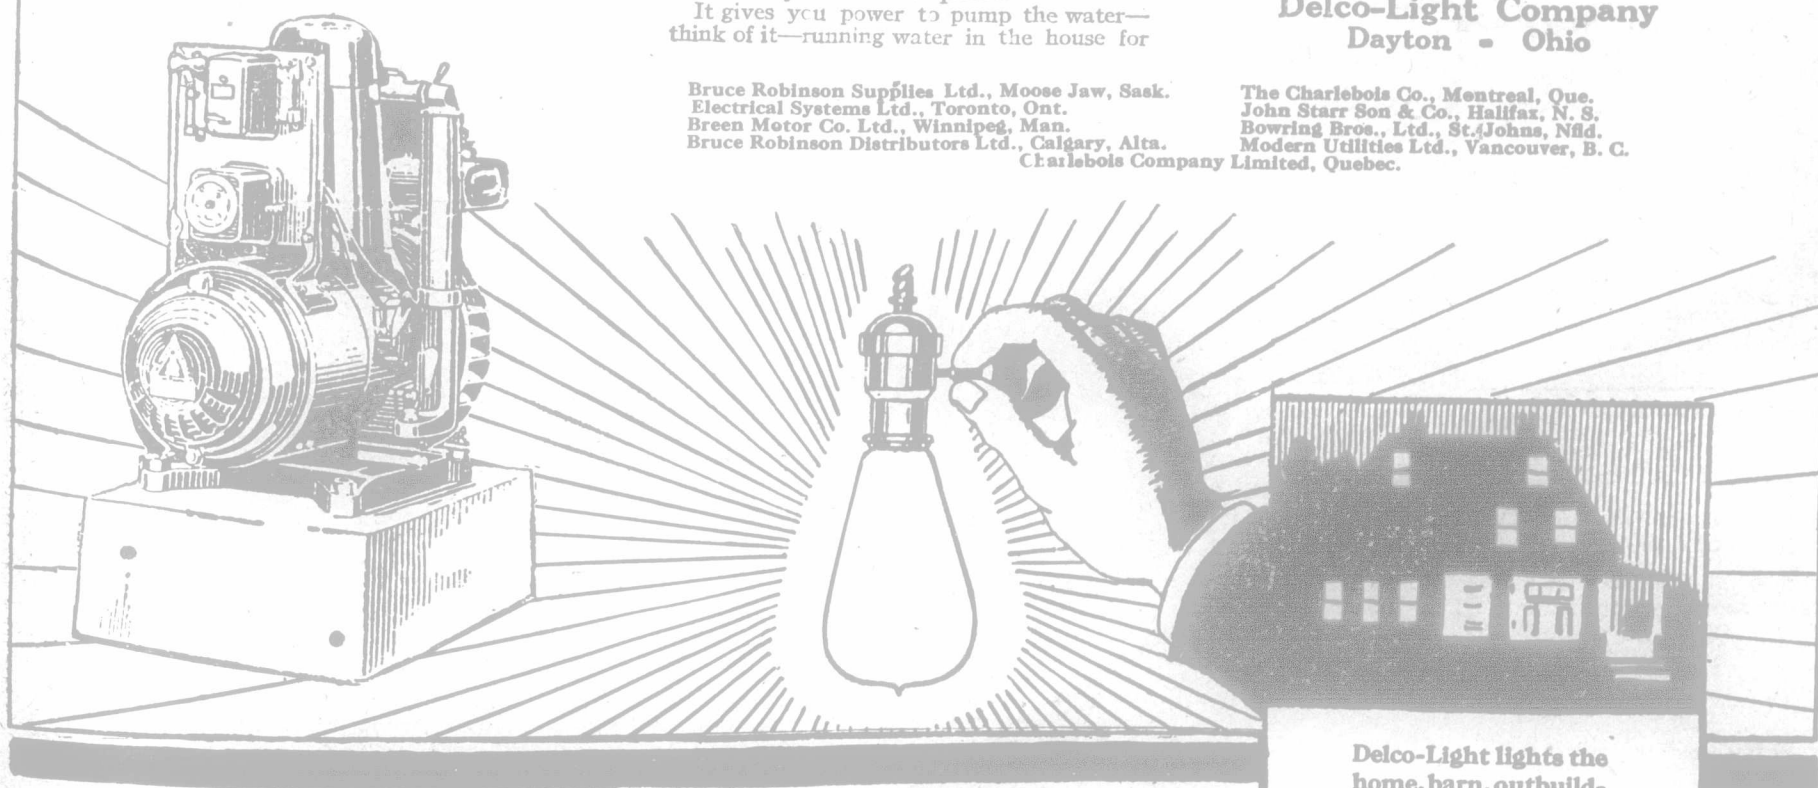 It gives you power to pump the water—
think of it—running water in the house for
Delco-Light Company
Dayton - Ohio
Bruce Robinson Supplies Ltd., Moose Jaw, Sask.
Electrical Systems Ltd., Toronto, Ont.
Breen Motor Co. Ltd., Winnipeg, Man.
Bruce Robinson Distributors Ltd., Calgary, Alta.
The Charlebois Co., Montreal, Que.
John Starr Son & Co., Halifax, N. S.
Bowring Bros., Ltd., St. Johns, Nfld.
Modern Utilities Ltd., Vancouver, B. C.
Charlebois Company Limited, Quebec.
Delco-Light lights the
home, barn, outbuild-